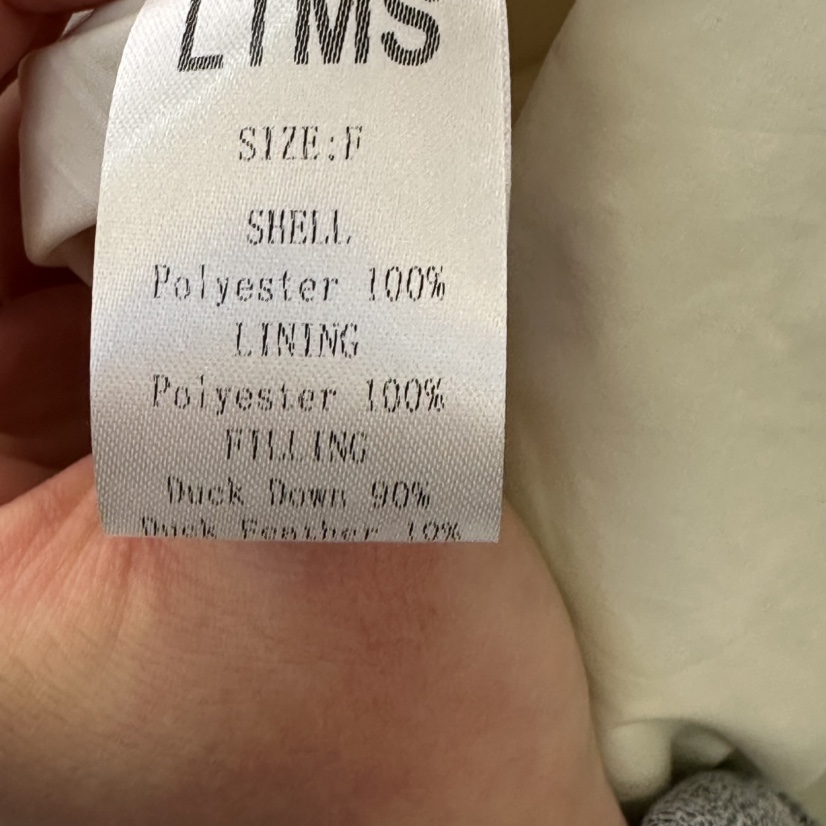 LTMS
SIZE:F
SHELL
Polyester 100%
LINING
Polyester 100%
FILLING
Duck Down 90%
Duck Feather 10%